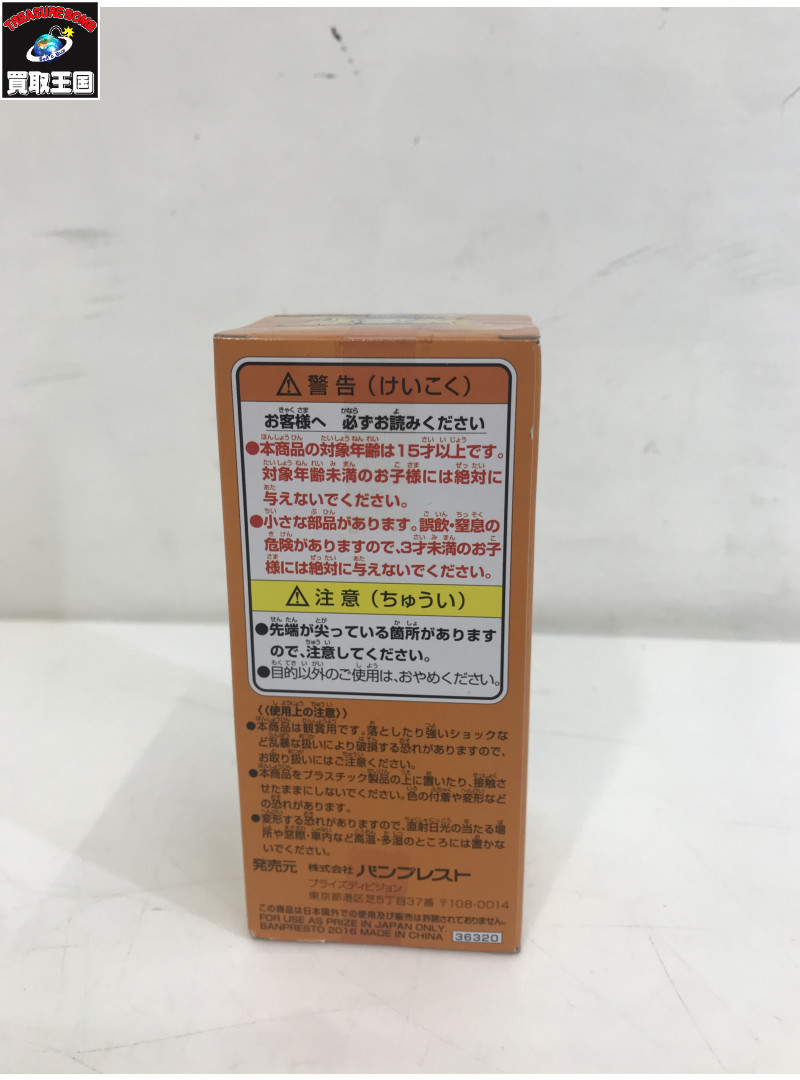 TREASURE BOMB
買取王国
警告（けいこく）
お客様へ 必ずお読みください
●本商品の対象年齢は15才以上です。
対象年齢未満のお子様には絶対に
与えないでください。
●小さな部品があります。誤飲・窒息の
危険がありますので、3才未満のお子
様には絶対に与えないでください。
注意（ちゅうい）
●先端が尖っている箇所があります
ので、注意してください。
●目的以外のご使用は、おやめください。
《使用上の注意》
●本商品は観賞用です。落としたり強いショックな
ど乱暴な扱いにより破損する恐れがありますので、
お取り扱いにはご注意ください。
●本商品をプラスチック製品の上に置いたり、接触さ
せたままにしないでください。色の付着や変形など
の恐れがあります。
●変形する恐れがありますので、直射日光の当たる場
所や窓際・車内など高温・多湿のところには置かな
いでください。
発売元 株式会社 バンプレスト
プライズディビジョン
東京都港区芝5丁目37番 〒108-0014
この商品は日本国外での使用及び販売は許諾されておりません。
FOR USE AS PRIZE IN JAPAN ONLY.
BANPRESTO 2016 MADE IN CHINA 36320